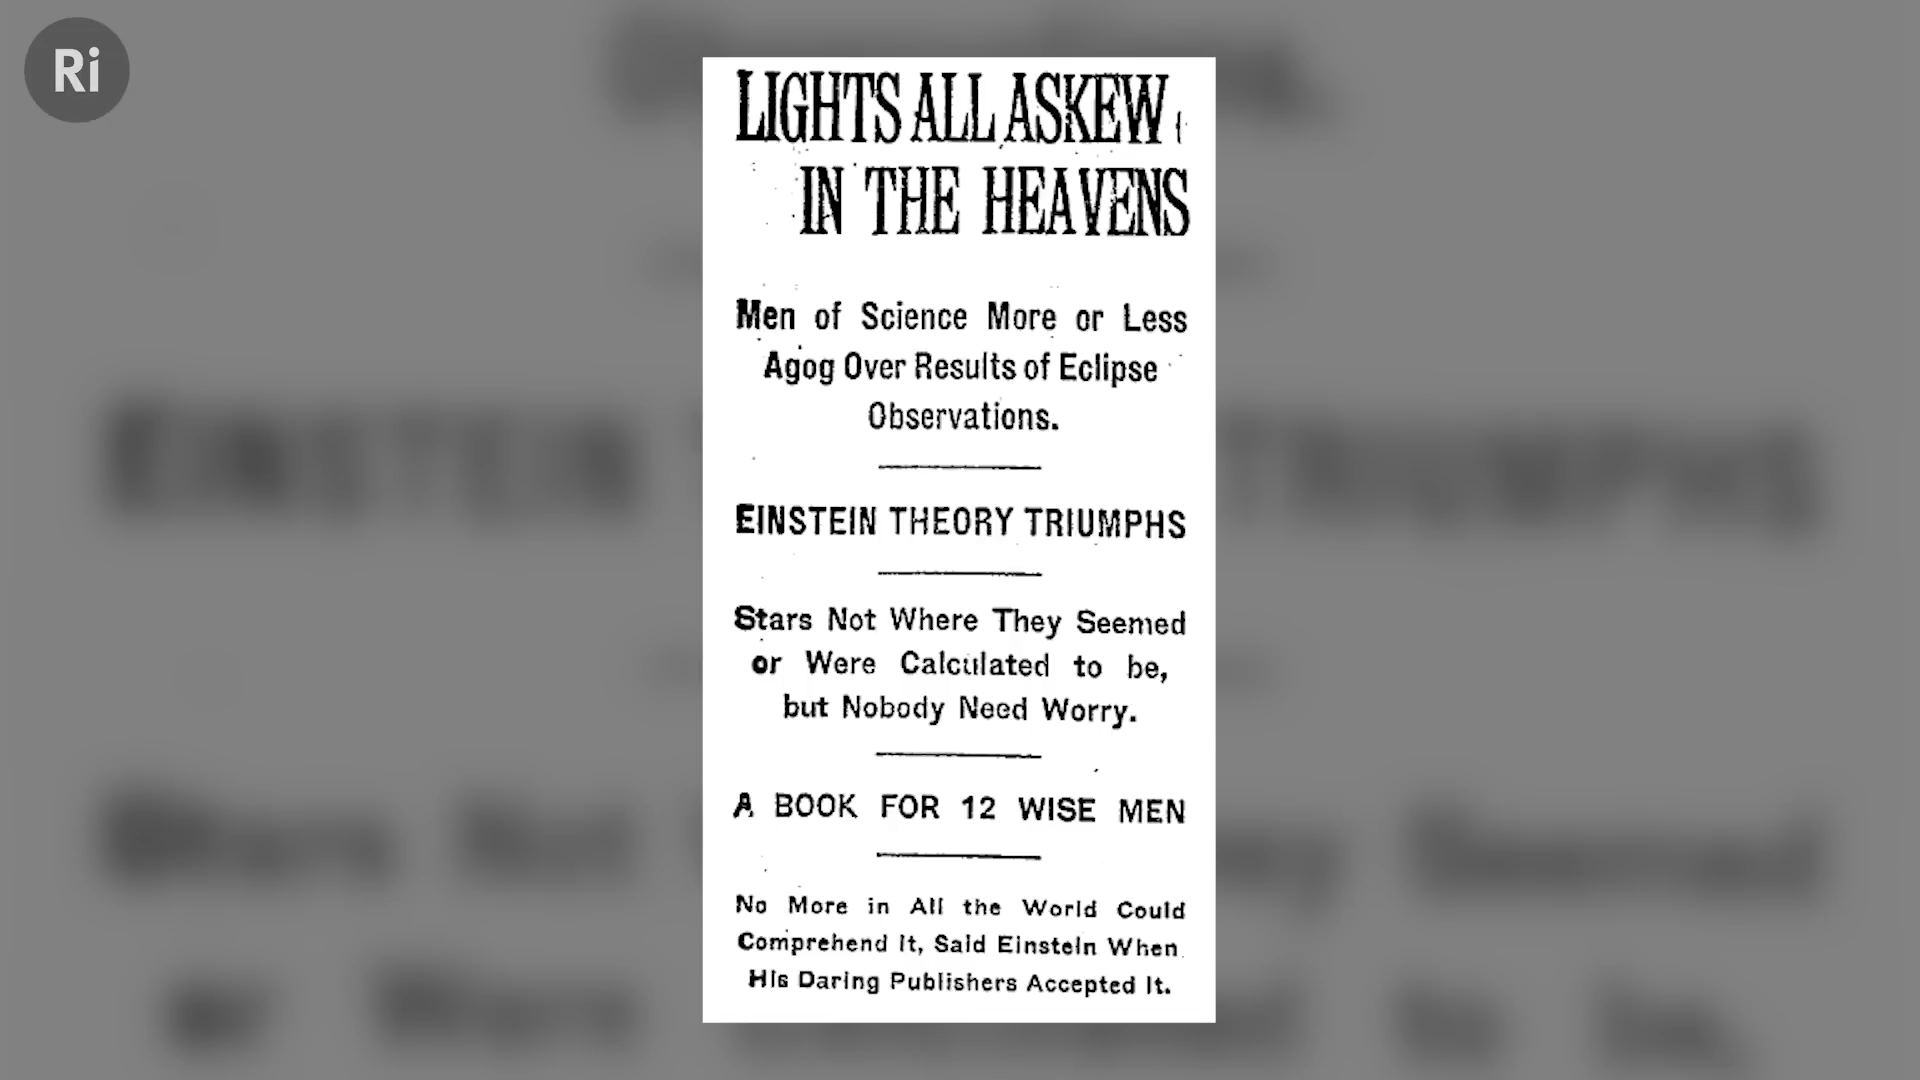 Ri
LIGHTS ALL ASKEW
IN THE HEAVENS
Men of Science More or Less
Agog Over Results of Eclipse
Observations.
EINSTEIN THEORY TRIUMPHS
Stars Not Where They Seemed
or Were Calculated to be,
but Nobody Need Worry.
A BOOK FOR 12 WISE MEN
No More in All the World Could
Comprehend It, Said Einstein When
His Daring Publishers Accepted It.